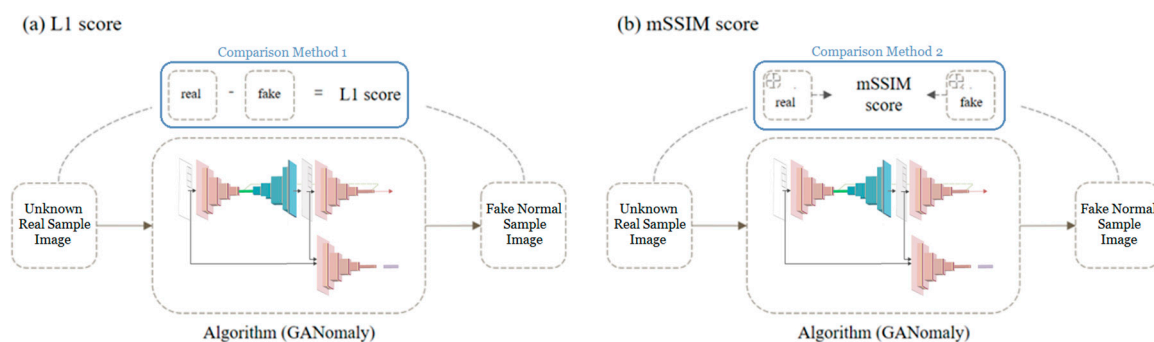 (a) L1 score
Comparison Method 1
real - fake = L1 score
Unknown
Real Sample
Image
Fake Normal
Sample
Image
Algorithm (GANomaly)
(b) mSSIM score
Comparison Method 2
real
mSSIM
score
fake
Unknown
Real Sample
Image
Fake Normal
Sample
Image
Algorithm (GANomaly)